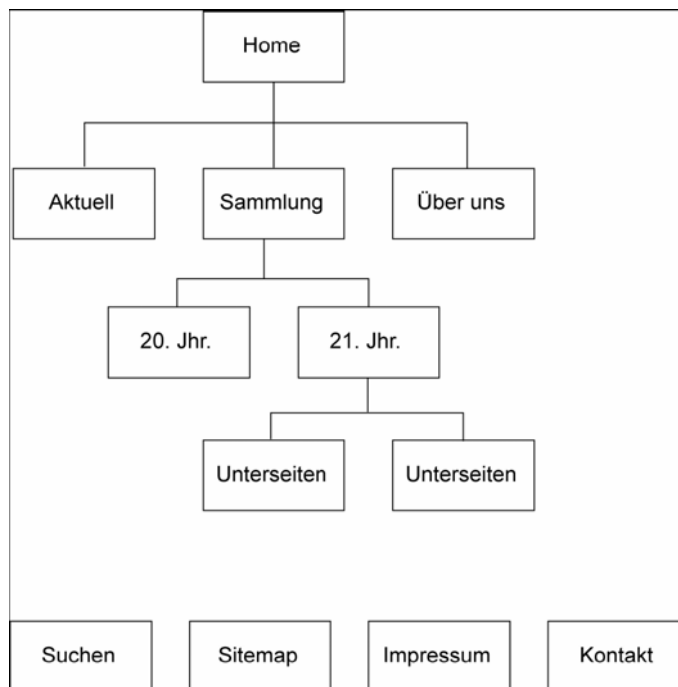 Home
Aktuell
Sammlung
Über uns
20. Jhr.
21. Jhr.
Unterseiten
Unterseiten
Suchen
Sitemap
Impressum
Kontakt